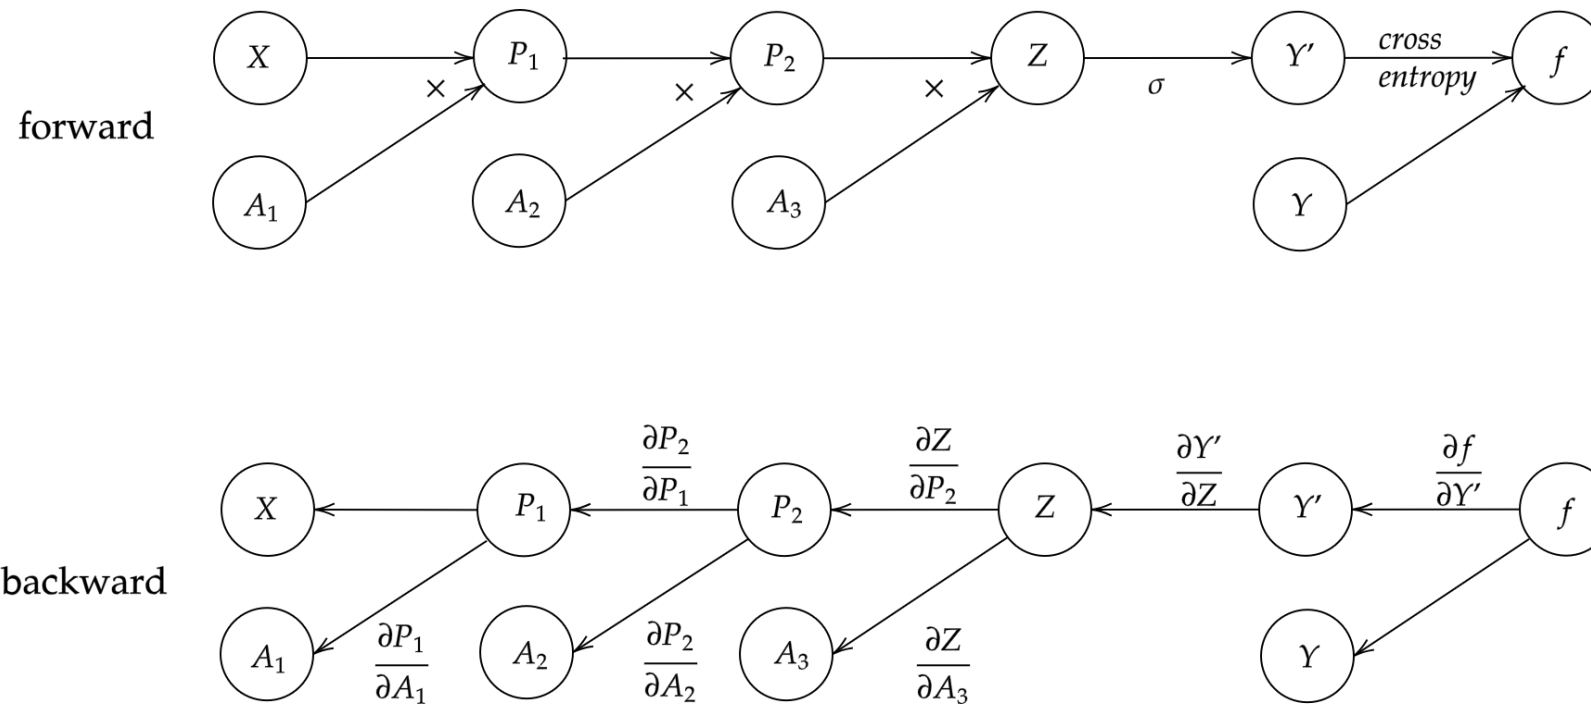 X P₁ P₂ Z Y′ cross f
× × × σ entropy
forward
A₁ A₂ A₃ Y
∂P₂ ∂Z ∂Y′ ∂f
∂P₁ ∂P₂ ∂Z ∂Y′
X P₁ P₂ Z Y′ f
backward
A₁ ∂P₁ A₂ ∂P₂ A₃ ∂Z Y
∂A₁ ∂A₂ ∂A₃